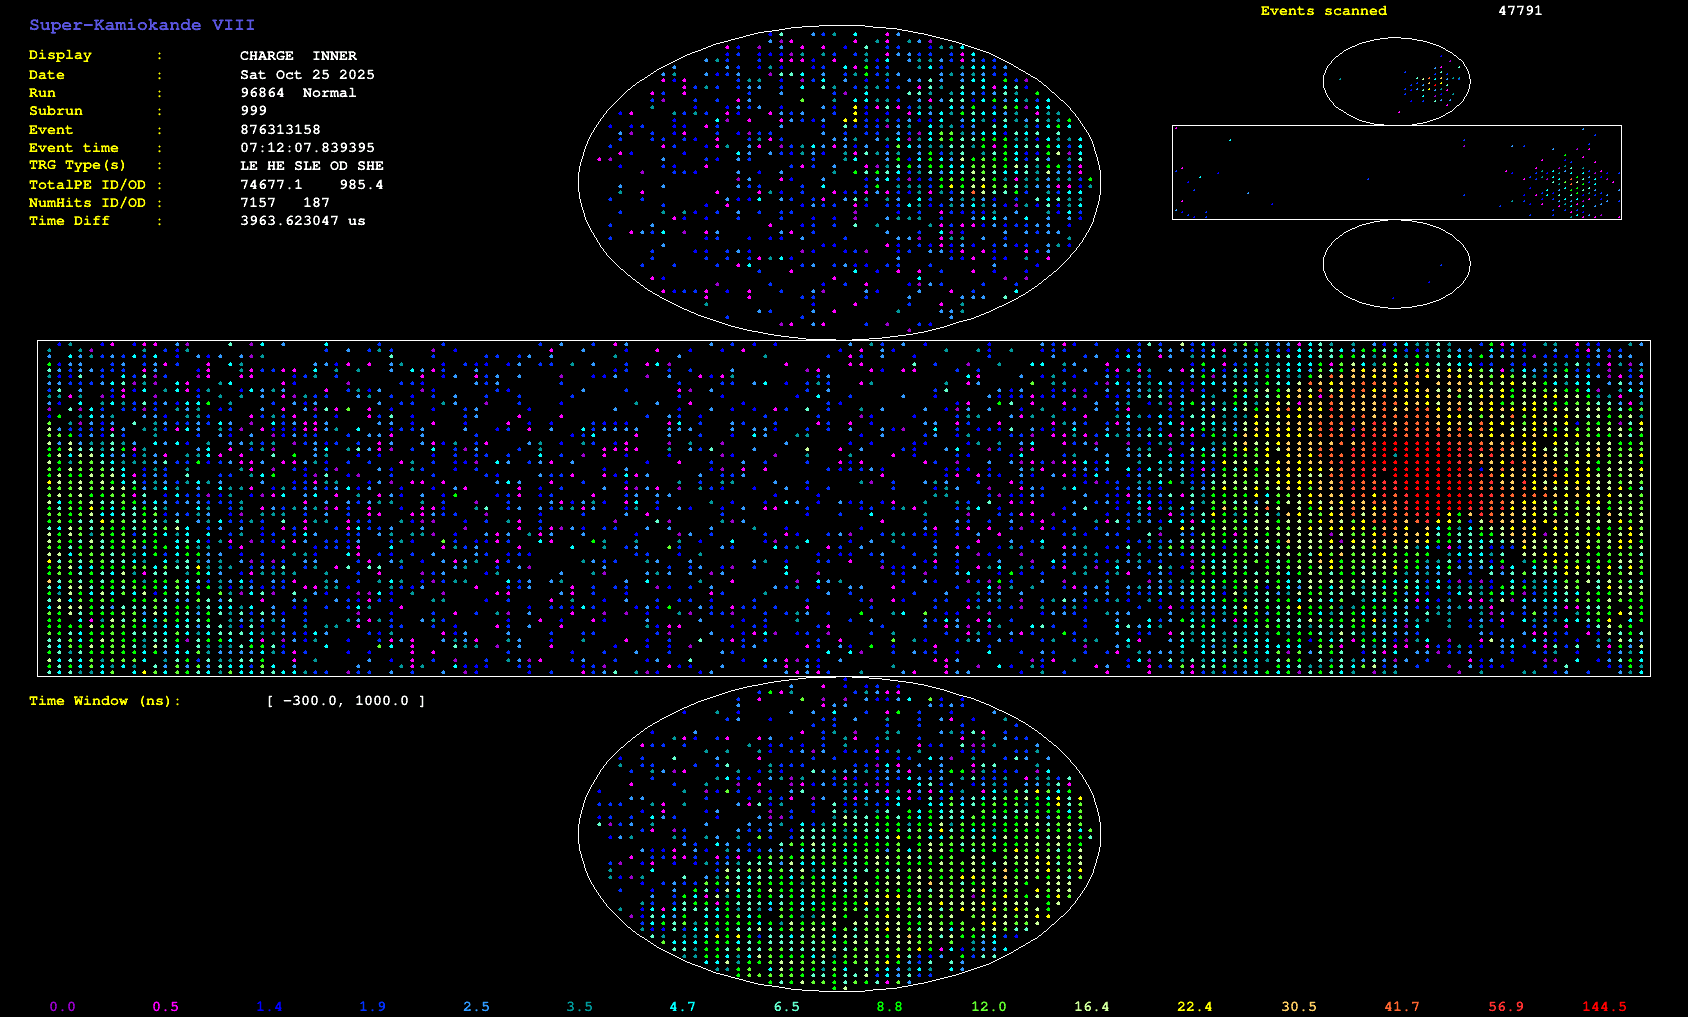 Super-Kamiokande VIII
Events scanned 47791
Display : CHARGE INNER
Date : Sat Oct 25 2025
Run : 96864 Normal
Subrun : 999
Event : 876313158
Event time : 07:12:07.839395
TRG Type(s) : LE HE SLE OD SHE
TotalPE ID/OD : 74677.1 985.4
NumHits ID/OD : 7157 187
Time Diff : 3963.623047 us
Time Window (ns): [ -300.0, 1000.0 ]
0.0 0.5 1.4 1.9 2.5 3.5 4.7 6.5 8.8 12.0 16.4 22.4 30.5 41.7 56.9 144.5